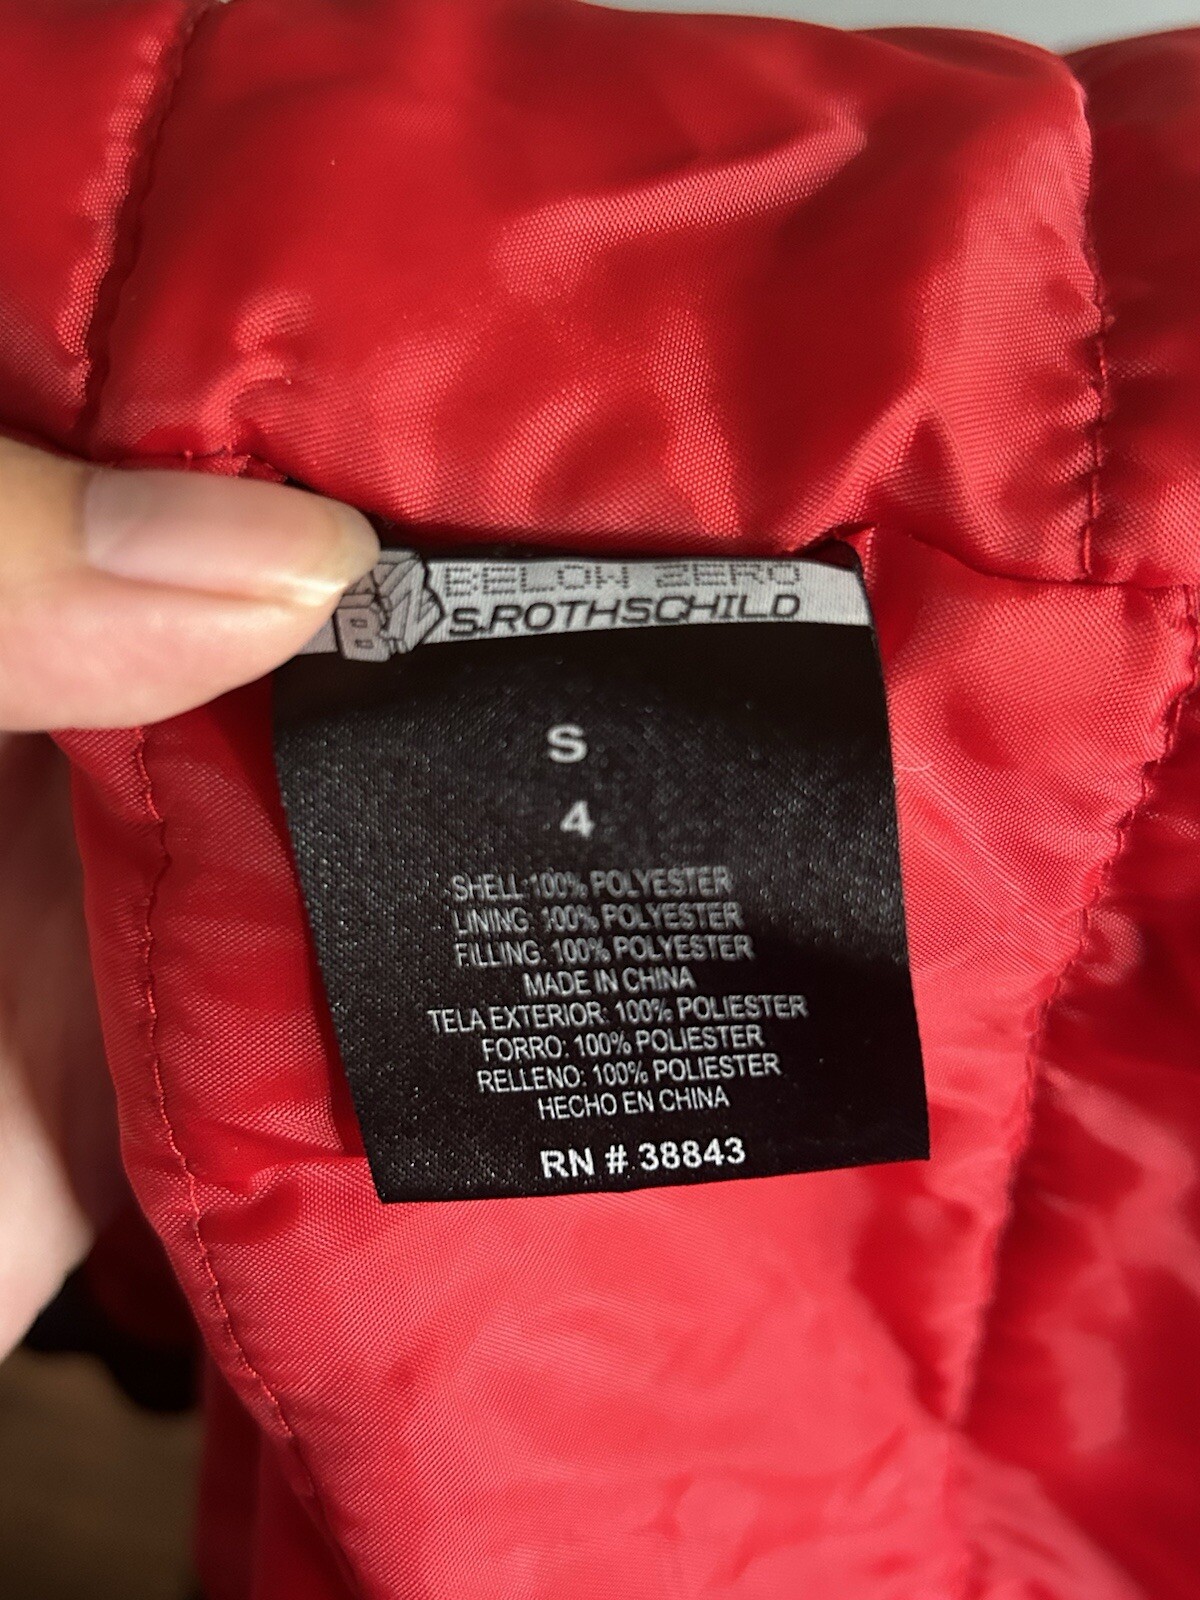 BELOW ZERO
B TM
S.ROTHSCHILD
S
4
SHELL:100% POLYESTER
LINING: 100% POLYESTER
FILLING: 100% POLYESTER
MADE IN CHINA
TELA EXTERIOR: 100% POLIESTER
FORRO: 100% POLIESTER
RELLENO: 100% POLIESTER
HECHO EN CHINA
RN # 38843